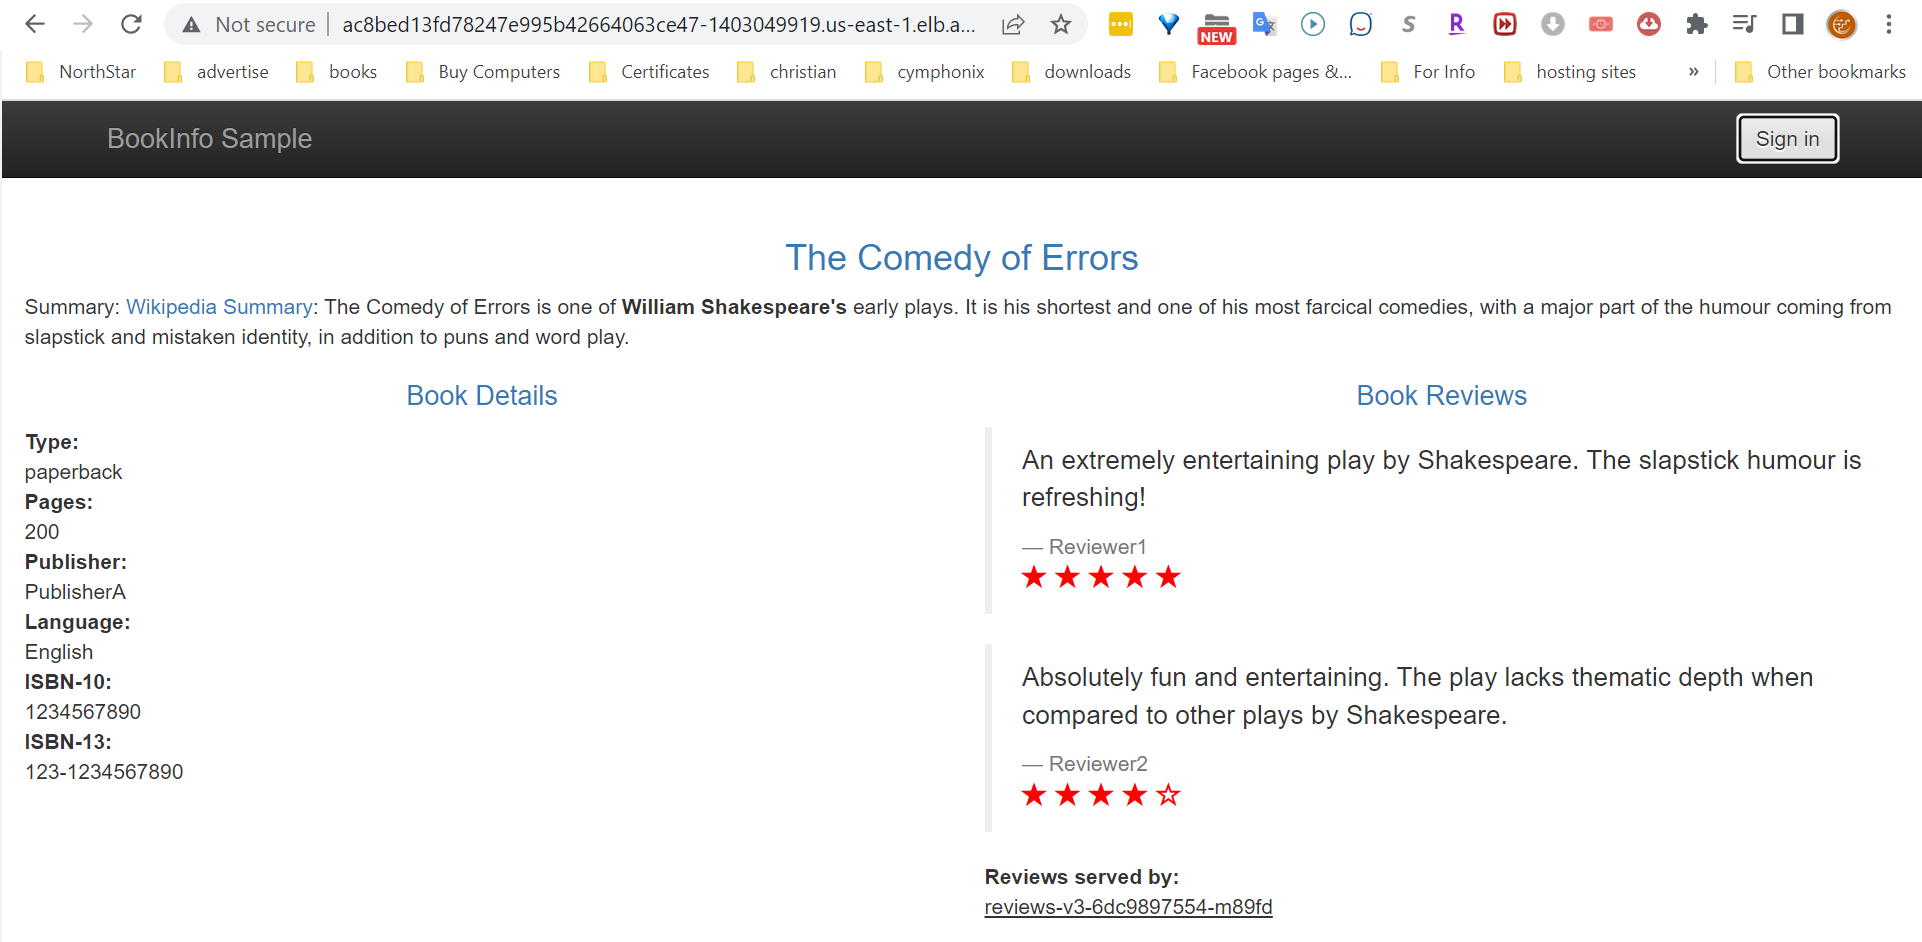 Not secure
ac8bed13fd78247e995b42664063ce47-1403049919.us-east-1.elb.a...
NEW
NorthStar advertise books Buy Computers Certificates christian cymphonix downloads Facebook pages &... For Info hosting sites » Other bookmarks
BookInfo Sample
Sign in
The Comedy of Errors
Summary: Wikipedia Summary: The Comedy of Errors is one of William Shakespeare's early plays. It is his shortest and one of his most farcical comedies, with a major part of the humour coming from
slapstick and mistaken identity, in addition to puns and word play.
Book Details
Type:
paperback
Pages:
200
Publisher:
PublisherA
Language:
English
ISBN-10:
1234567890
ISBN-13:
123-1234567890
Book Reviews
An extremely entertaining play by Shakespeare. The slapstick humour is
refreshing!
— Reviewer1
★★★★★
Absolutely fun and entertaining. The play lacks thematic depth when
compared to other plays by Shakespeare.
— Reviewer2
★★★★☆
Reviews served by:
reviews-v3-6dc9897554-m89fd